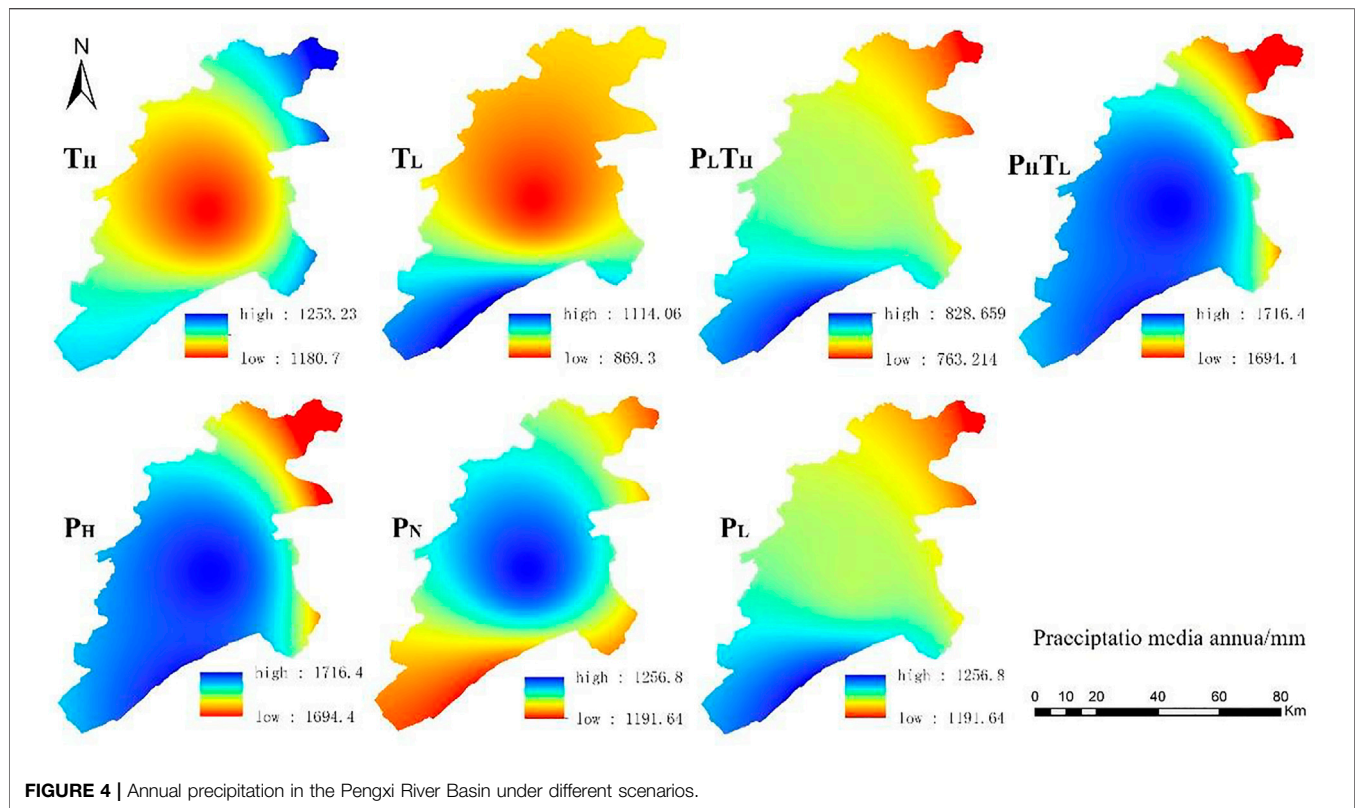 N
TH
TL
PLTH
PHTL
high : 1253.23
low : 1180.7
high : 1114.06
low : 869.3
high : 828.659
low : 763.214
high : 1716.4
low : 1694.4
PH
PN
PL
high : 1716.4
low : 1694.4
high : 1256.8
low : 1191.64
high : 1256.8
low : 1191.64
Praeciptatio media annua/mm
0 10 20 40 60 80 Km
FIGURE 4 | Annual precipitation in the Pengxi River Basin under different scenarios.